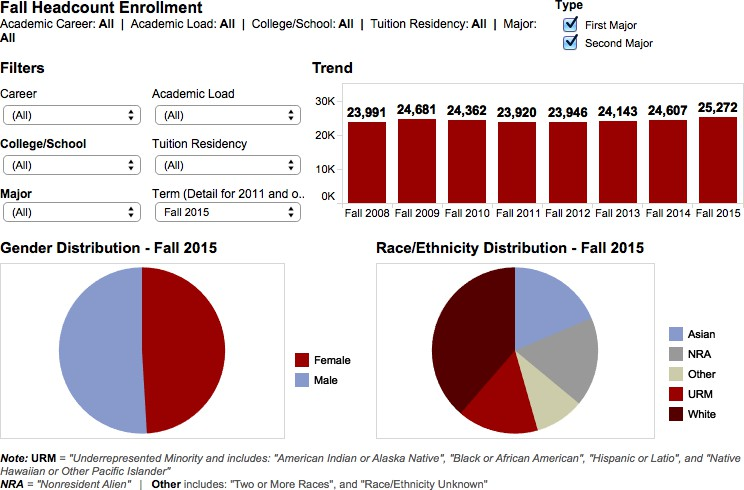 Fall Headcount Enrollment
Academic Career: All | Academic Load: All | College/School: All | Tuition Residency: All | Major:
All
Type
First Major
Second Major
Filters
Career
Academic Load
(All)
(All)
College/School
Tuition Residency
(All)
(All)
Major
Term (Detail for 2011 and o..
(All)
Fall 2015
Trend
30K
20K
10K
0K
23,991 24,681 24,362 23,920 23,946 24,143 24,607 25,272
Fall 2008 Fall 2009 Fall 2010 Fall 2011 Fall 2012 Fall 2013 Fall 2014 Fall 2015
Gender Distribution - Fall 2015
Female
Male
Race/Ethnicity Distribution - Fall 2015
Asian
NRA
Other
URM
White
Note: URM = "Underrepresented Minority and includes: "American Indian or Alaska Native", "Black or African American", "Hispanic or Latio", and "Native
Hawaiian or Other Pacific Islander"
NRA = "Nonresident Alien" | Other includes: "Two or More Races", and "Race/Ethnicity Unknown"